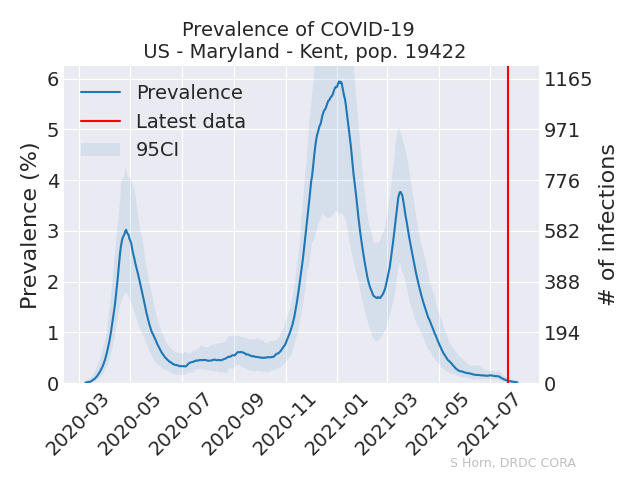 Prevalence of COVID-19
US - Maryland - Kent, pop. 19422
Prevalence
Latest data
95CI
Prevalence (%)
6
5
4
3
2
1
0
1165
971
776
582
388
194
0
# of infections
2020-03
2020-05
2020-07
2020-09
2020-11
2021-01
2021-03
2021-05
2021-07
S Horn, DRDC CORA